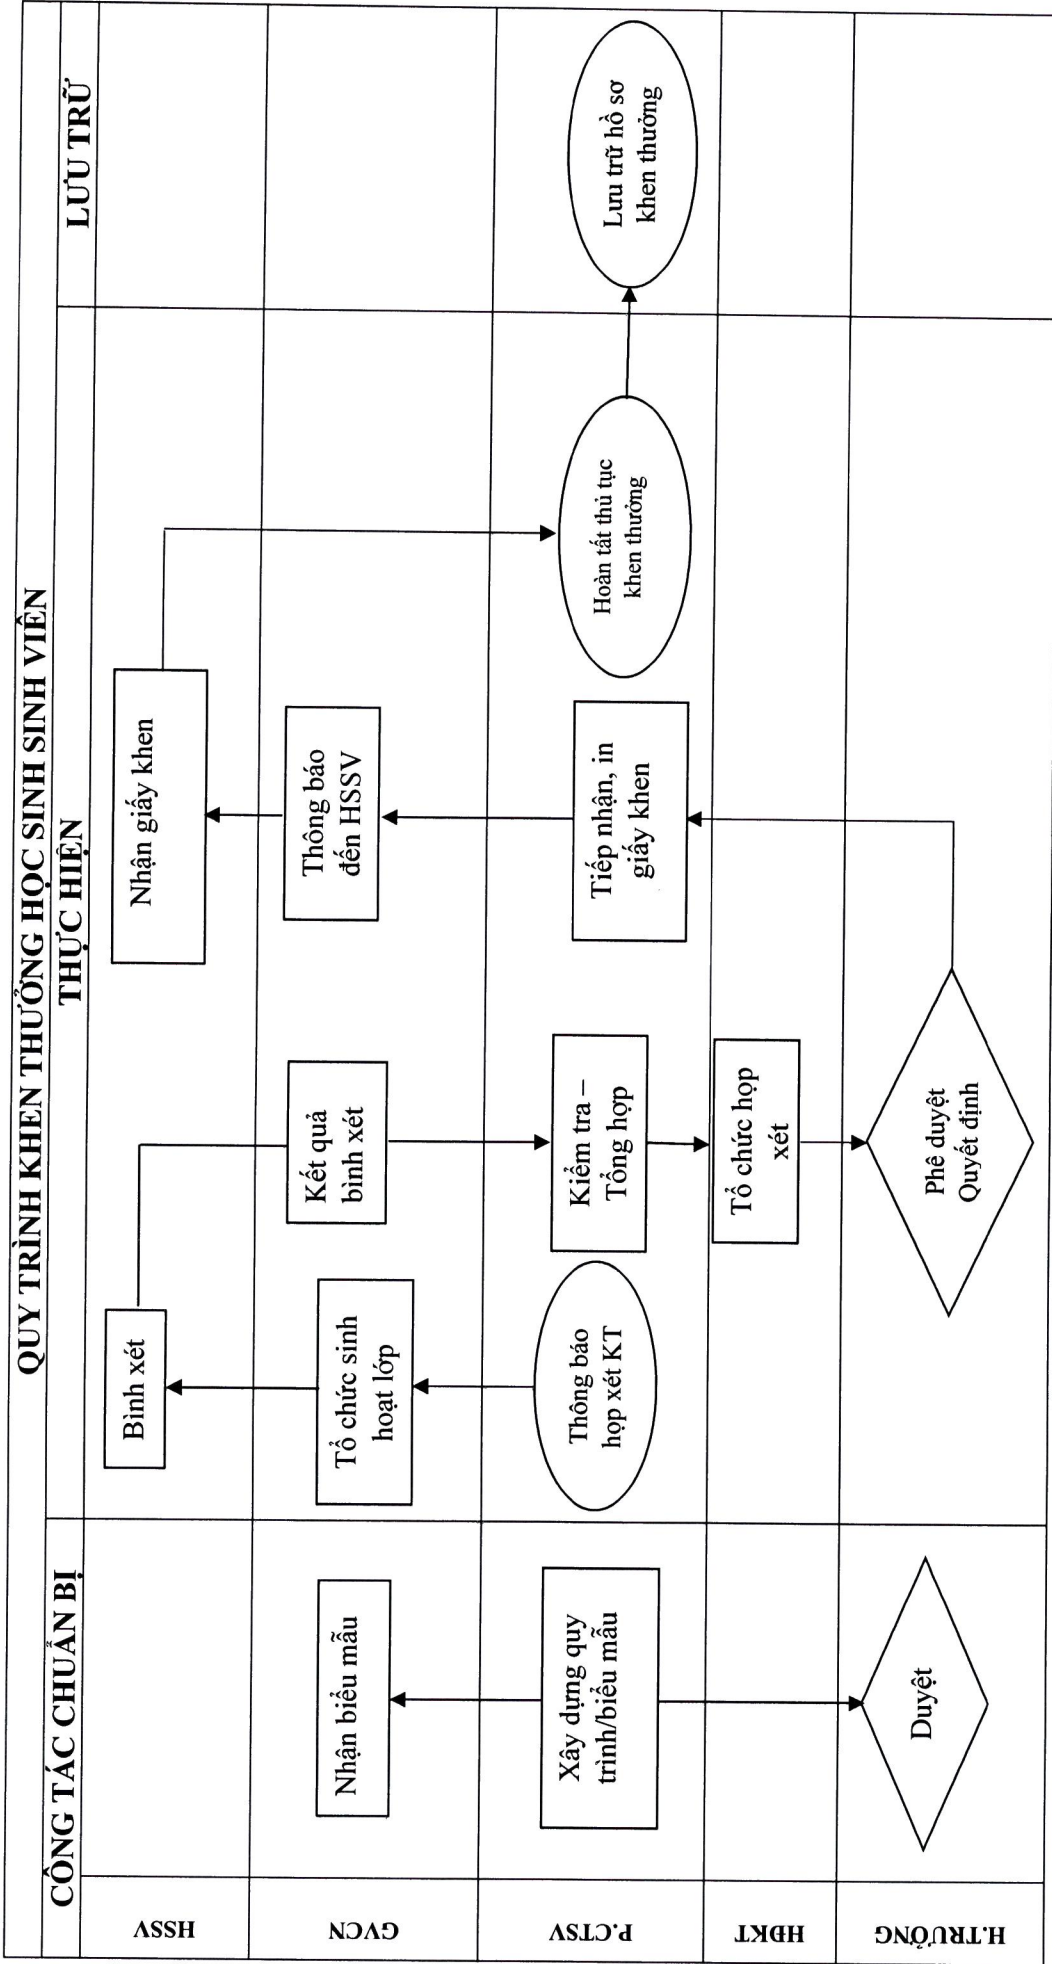 QUY TRÌNH KHEN THƯỞNG HỌC SINH SINH VIÊN
CÔNG TÁC CHUẨN BỊ
THỰC HIỆN
LƯU TRỮ
HSSV
Bình xét
Nhận giấy khen
GVCN
Nhận biểu mẫu
Tổ chức sinh
hoạt lớp
Kết quả
bình xét
Thông báo
đến HSSV
P.CTSV
Xây dựng quy
trình/biểu mẫu
Thông báo
họp xét KT
Kiểm tra –
Tổng hợp
Tiếp nhận, in
giấy khen
Hoàn tất thủ tục
khen thưởng
Lưu trữ hồ sơ
khen thưởng
HĐKT
Tổ chức họp
xét
H.TRƯỞNG
Duyệt
Phê duyệt
Quyết định